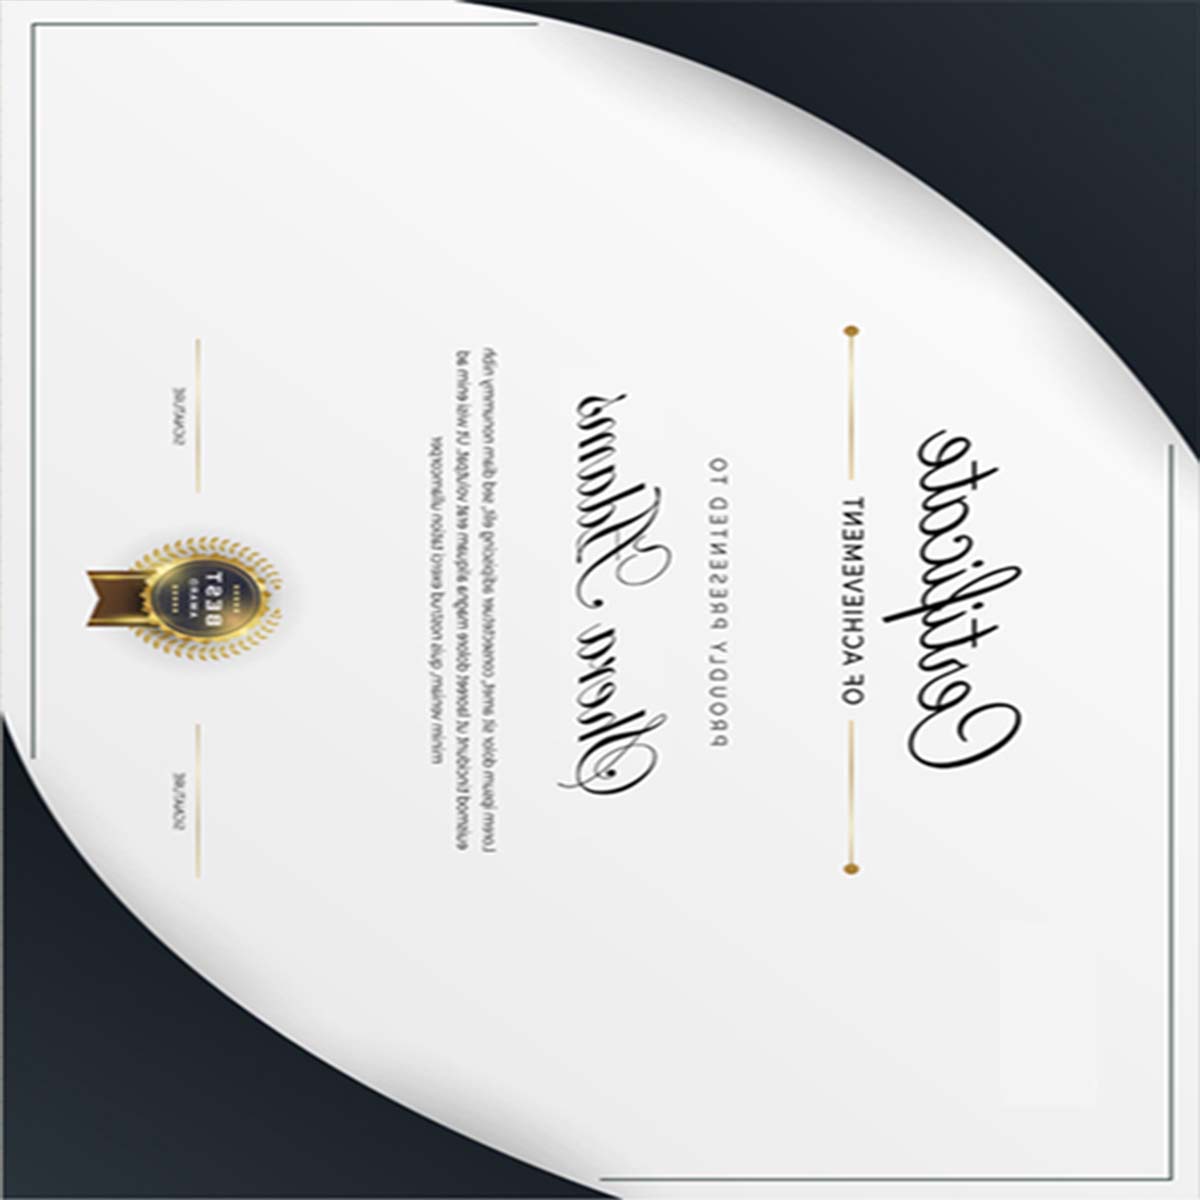 Certificate
OF ACHIEVEMENT
PROUDLY PRESENTED TO
Adams
Lorem ipsum dolor sit amet, consectetuer adipiscing elit, sed diam nonummy nibh
euismod tincidunt ut laoreet dolore magna aliquam erat volutpat. Ut wisi enim ad
minim veniam, quis nostrud exerci tation ullamcorper
SIGNATURE
BEST
AWARD
SIGNATURE